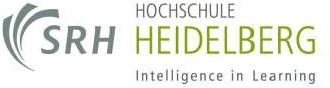 SRH
HOCHSCHULE
HEIDELBERG
Intelligence in Learning